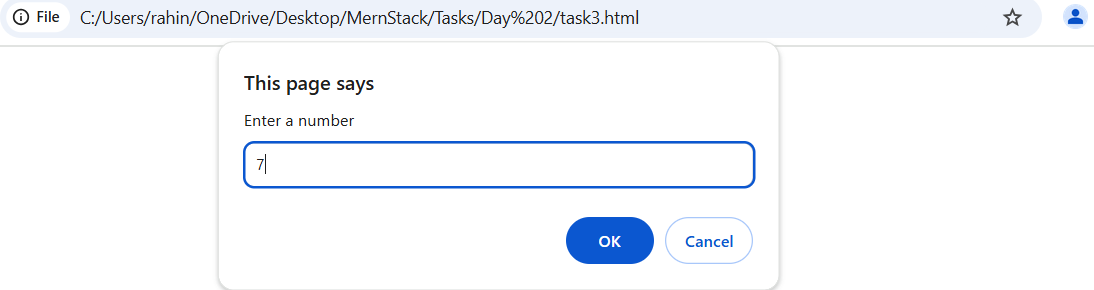 File C:/Users/rahin/OneDrive/Desktop/MernStack/Tasks/Day%202/task3.html
This page says
Enter a number
7
OK Cancel